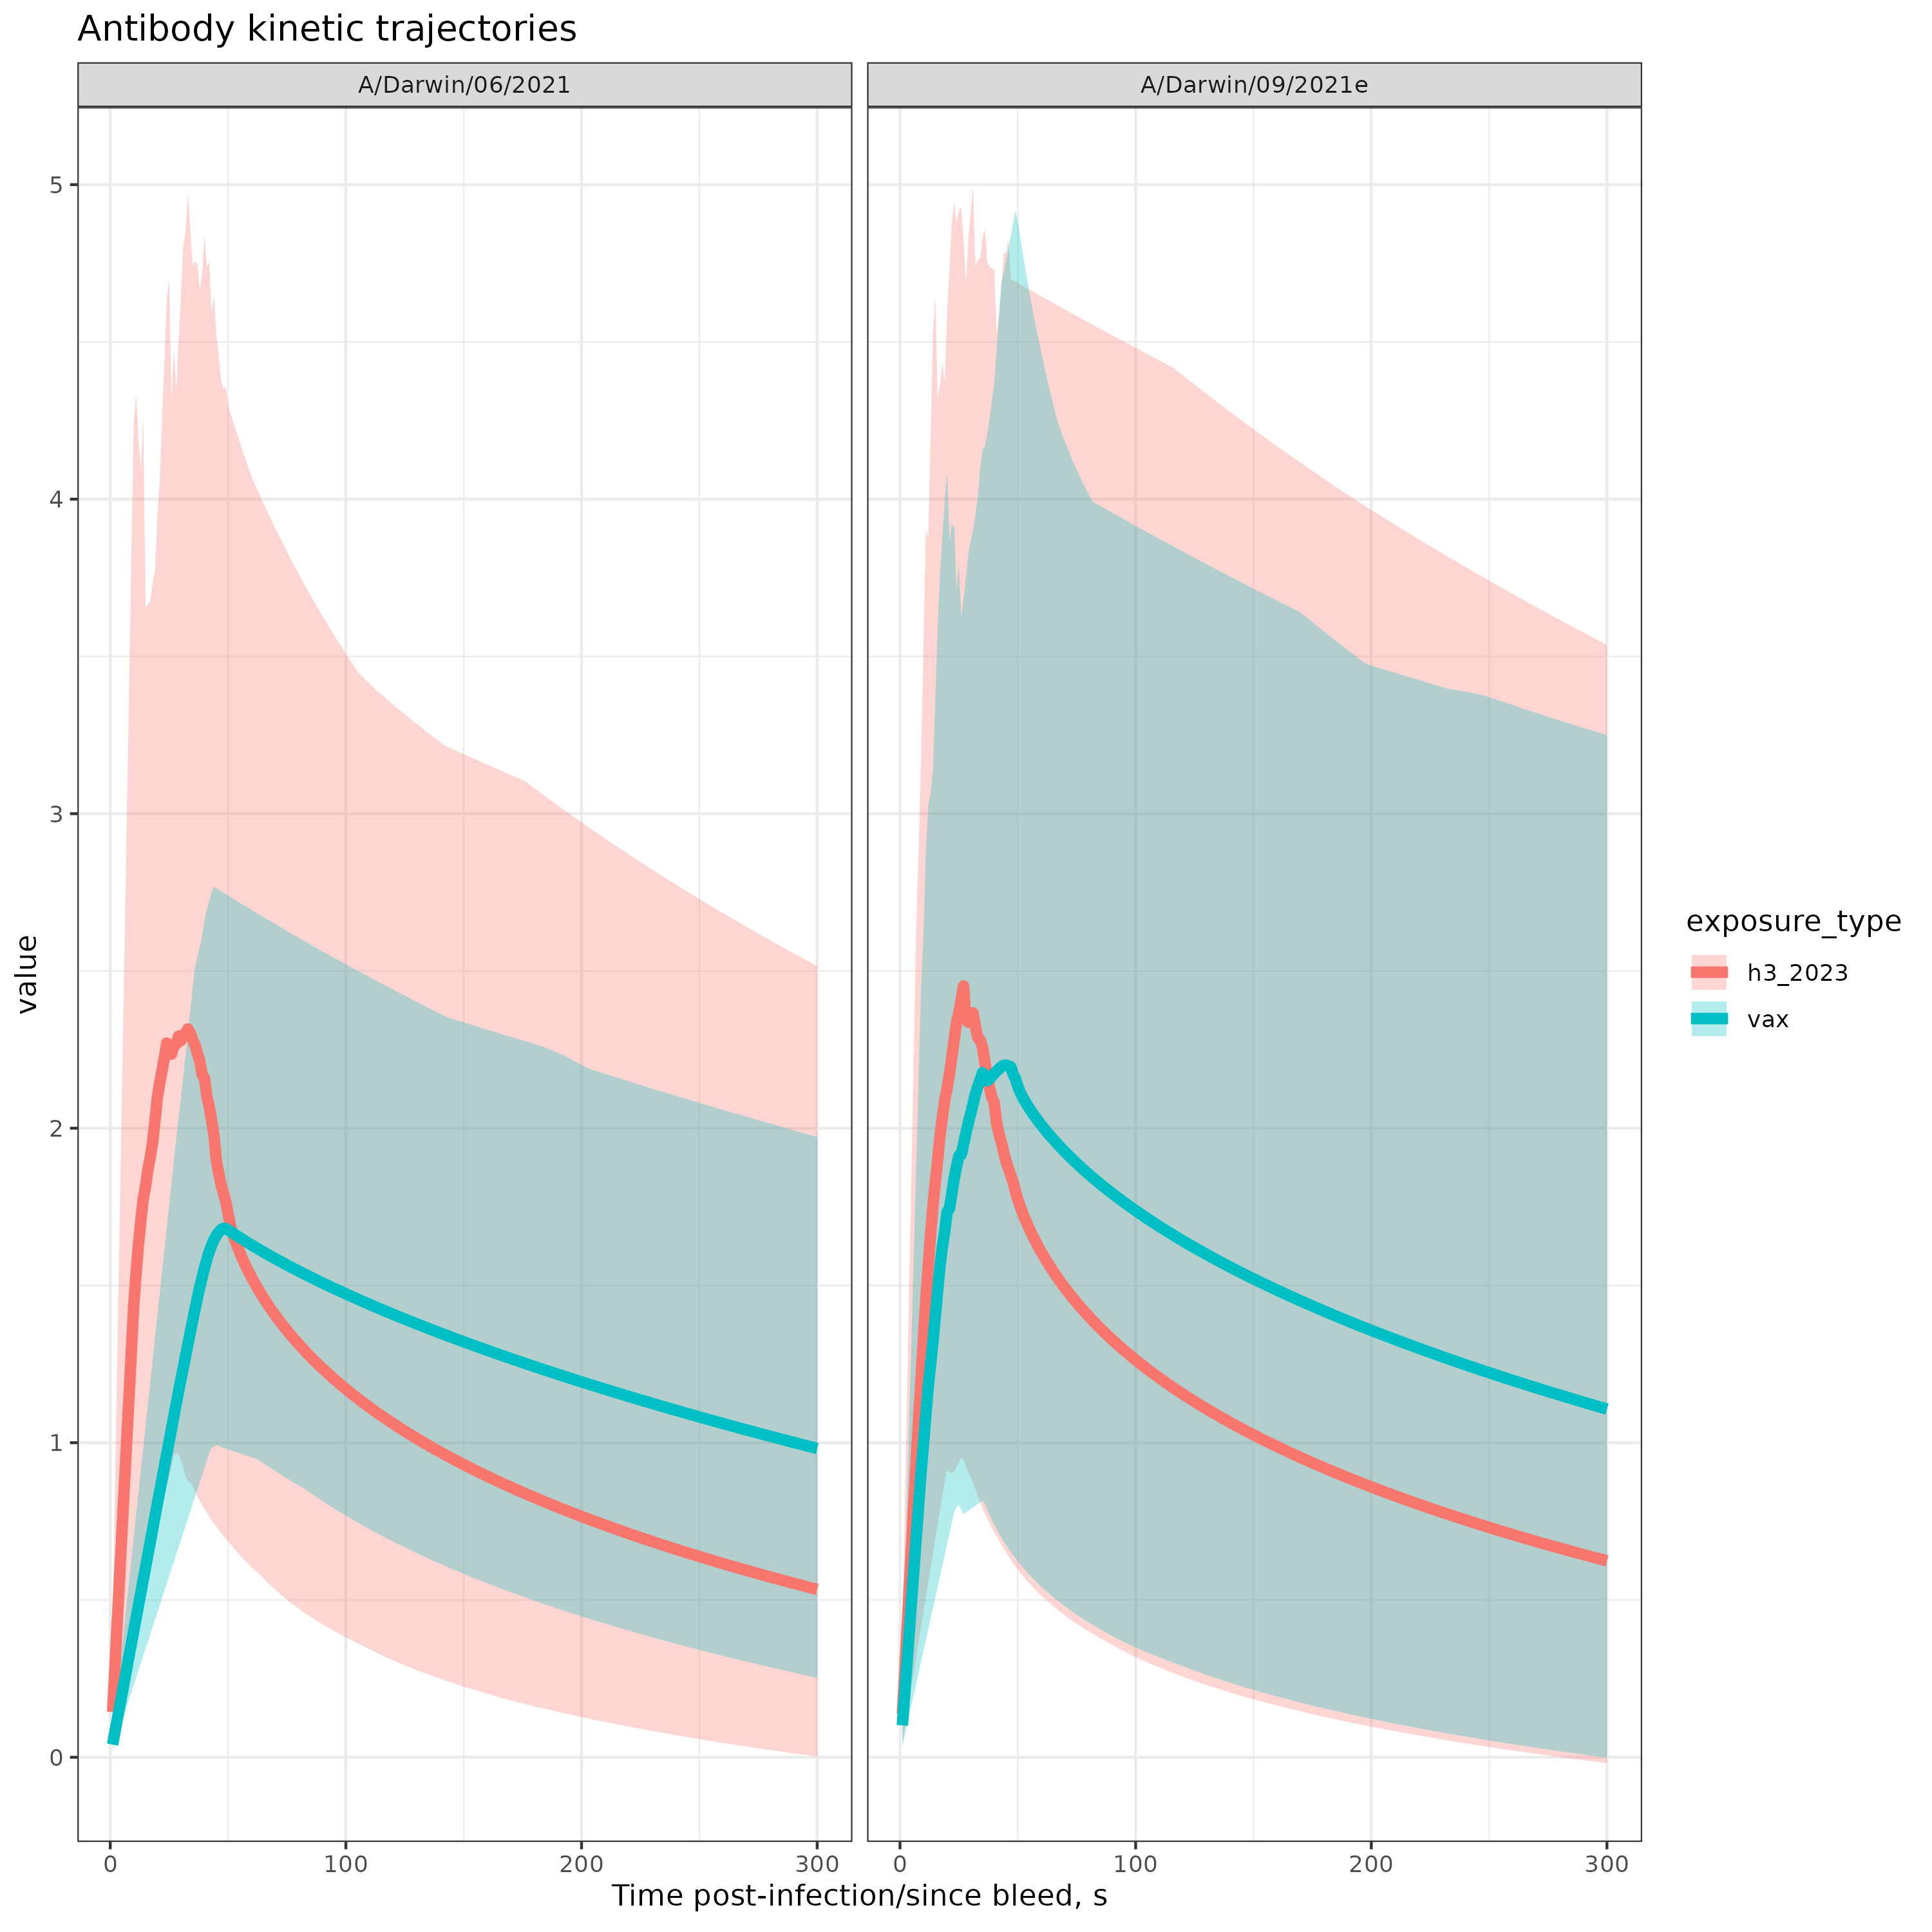 Antibody kinetic trajectories
A/Darwin/06/2021
A/Darwin/09/2021e
5
4
3
2
1
0
value
0 100 200 300
0 100 200 300
Time post-infection/since bleed, s
exposure_type
h3_2023
vax